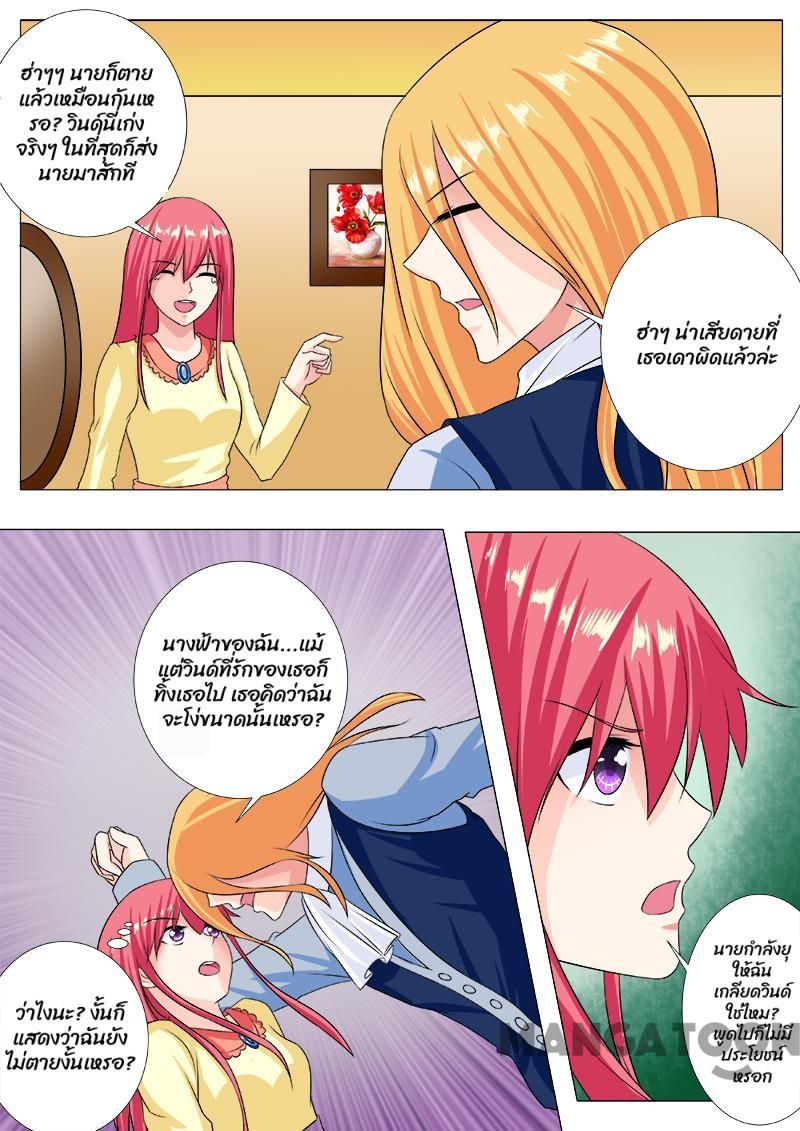 ฮ่าๆๆ นายก็ตาย
แล้วเหมือนกันเห
รอ? วินด์นี่เก่ง
จริงๆ ในที่สุดก็ส่ง
นายมาสักที
ฮ่าๆ น่าเสียดายที่
เธอเดาผิดแล้วล่ะ
นางฟ้าของฉัน...แม้
แต่วินด์ที่รักของเธอก็
ทิ้งเธอไป เธอคิดว่าฉัน
จะโง่ขนาดนั้นเหรอ?
ว่าไงนะ? งั้นก็
แสดงว่าฉันยัง
ไม่ตายงั้นเหรอ?
นายกำลังยุ
ให้ฉัน
เกลียดวินด์
ใช่ไหม?
พูดไปก็ไม่มี
ประโยชน์
หรอก
MANGATOON